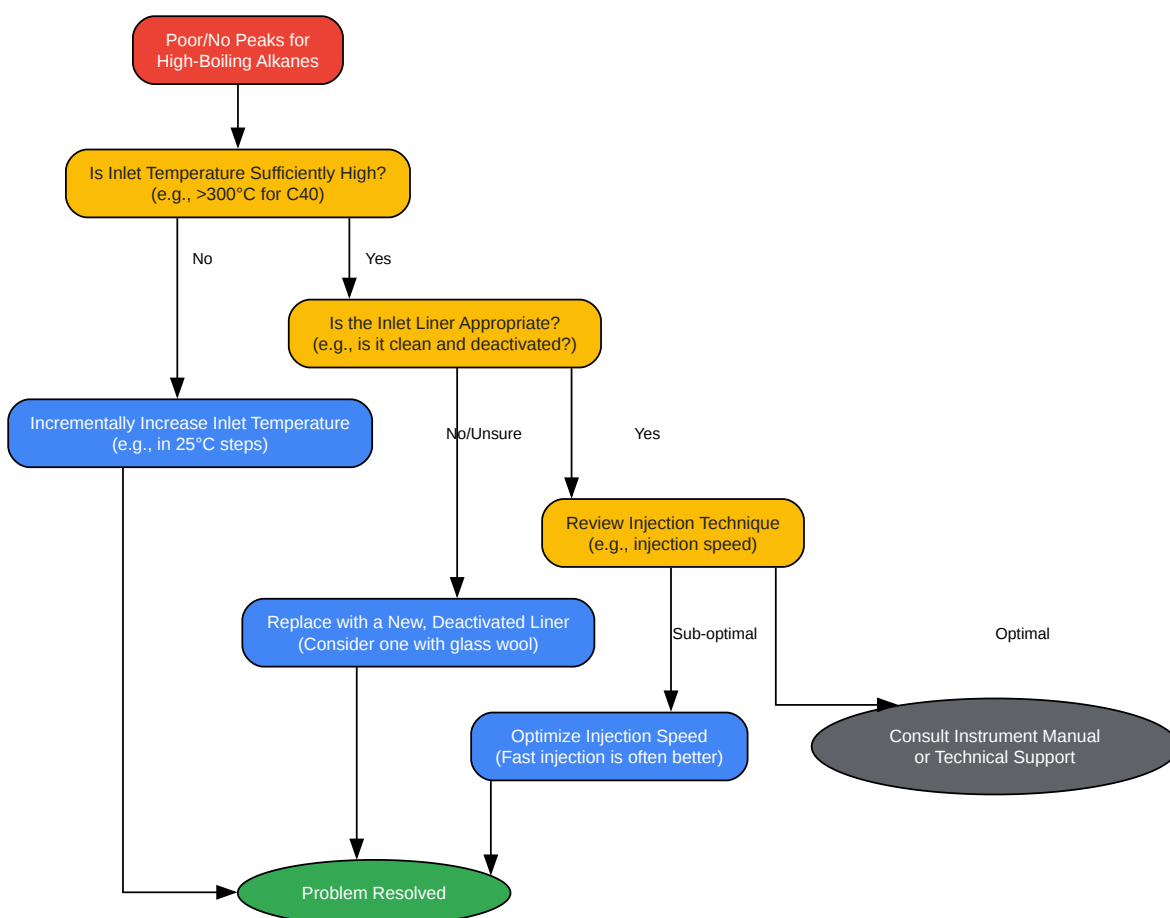 Poor/No Peaks for
High-Boiling Alkanes
Is Inlet Temperature Sufficiently High?
(e.g., >300°C for C40)
No
Yes
Is the Inlet Liner Appropriate?
(e.g., is it clean and deactivated?)
Incrementally Increase Inlet Temperature
(e.g., in 25°C steps)
No/Unsure
Yes
Review Injection Technique
(e.g., injection speed)
Replace with a New, Deactivated Liner
(Consider one with glass wool)
Sub-optimal
Optimal
Optimize Injection Speed
(Fast injection is often better)
Consult Instrument Manual
or Technical Support
Problem Resolved